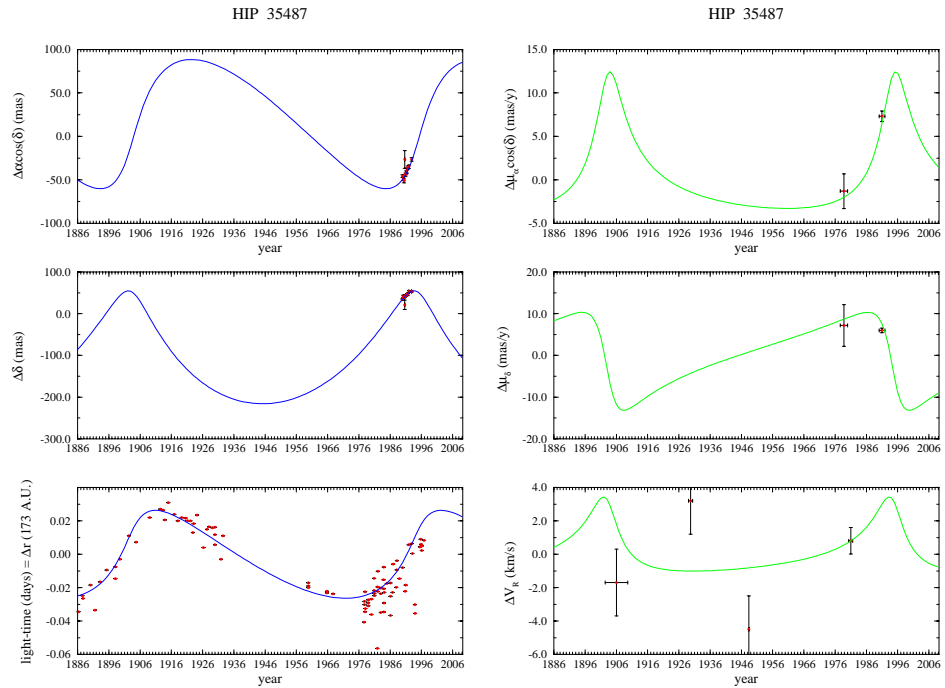 HIP 35487
HIP 35487
Δαcos(δ) (mas)
100.0
50.0
0.0
-50.0
-100.0
1886 1896 1906 1916 1926 1936 1946 1956 1966 1976 1986 1996 2006
year
Δμαcos(δ) (mas/y)
15.0
10.0
5.0
0.0
-5.0
1886 1896 1906 1916 1926 1936 1946 1956 1966 1976 1986 1996 2006
year
Δδ (mas)
100.0
0.0
-100.0
-200.0
-300.0
1886 1896 1906 1916 1926 1936 1946 1956 1966 1976 1986 1996 2006
year
Δμδ (mas/y)
20.0
10.0
0.0
-10.0
-20.0
1886 1896 1906 1916 1926 1936 1946 1956 1966 1976 1986 1996 2006
year
light-time (days) = Δr (173 A.U.)
0.02
0.00
-0.02
-0.04
-0.06
1886 1896 1906 1916 1926 1936 1946 1956 1966 1976 1986 1996 2006
year
ΔVR (km/s)
4.0
2.0
0.0
-2.0
-4.0
-6.0
1886 1896 1906 1916 1926 1936 1946 1956 1966 1976 1986 1996 2006
year